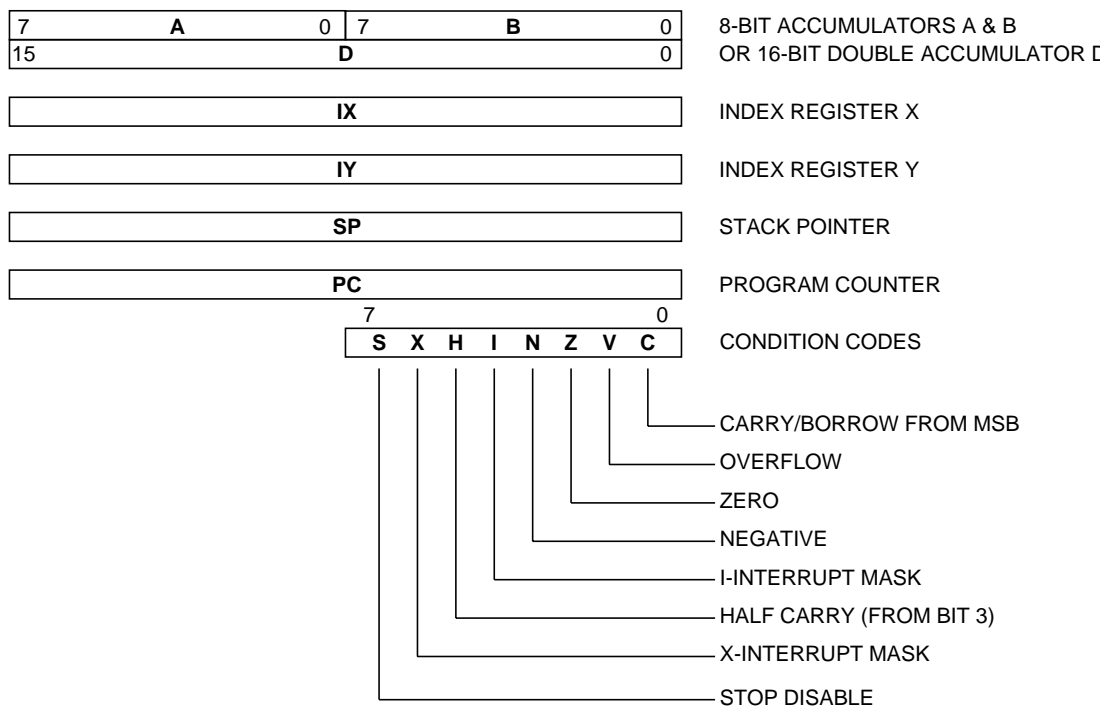 7 A 0 7 B 0 8-BIT ACCUMULATORS A & B
15 D 0 OR 16-BIT DOUBLE ACCUMULATOR D
IX INDEX REGISTER X
IY INDEX REGISTER Y
SP STACK POINTER
PC PROGRAM COUNTER
7 0
S X H I N Z V C CONDITION CODES
CARRY/BORROW FROM MSB
OVERFLOW
ZERO
NEGATIVE
I-INTERRUPT MASK
HALF CARRY (FROM BIT 3)
X-INTERRUPT MASK
STOP DISABLE